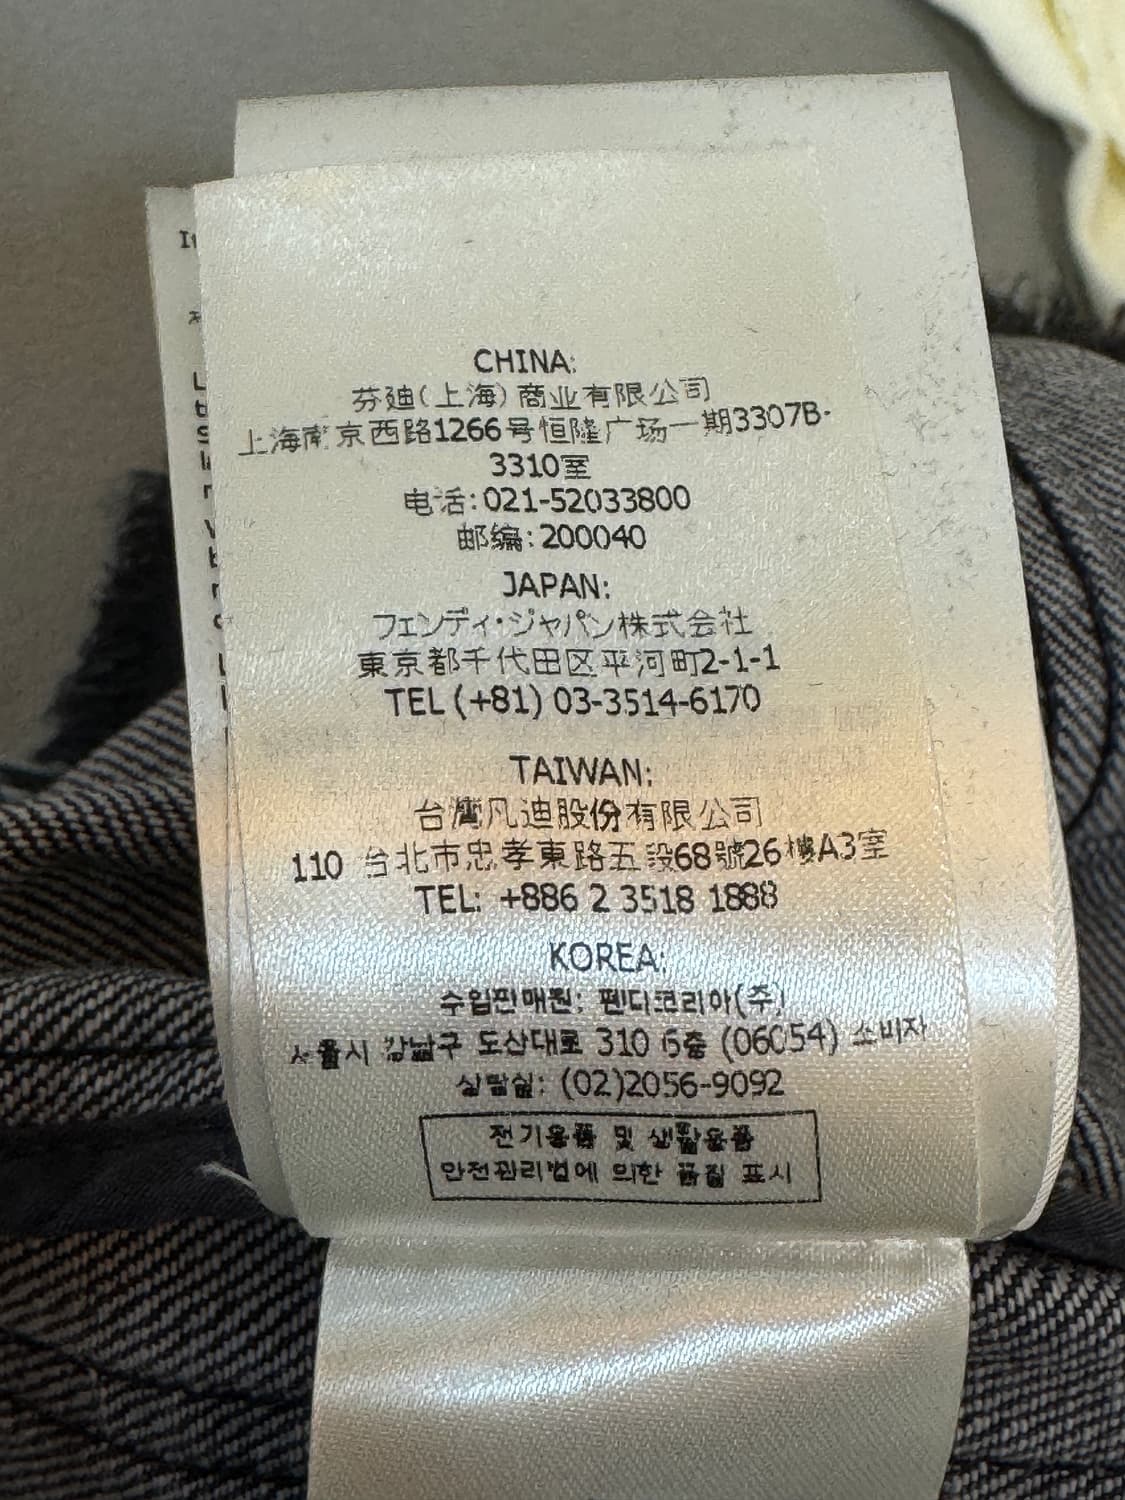 CHINA:
芬迪(上海)商业有限公司
上海南京西路1266号恒隆广场一期3307B-
3310室
电话:021-52033800
邮编:200040
JAPAN:
フェンディ・ジャパン株式会社
東京都千代田区平河町2-1-1
TEL (+81) 03-3514-6170
TAIWAN:
台灣凡迪股份有限公司
110 台北市忠孝東路五段68號26樓A3室
TEL: +886 2 3518 1888
KOREA:
수입판매원: 펜디코리아(주)
서울시 강남구 도산대로 310 6층 (06054) 소비자
상담실: (02)2056-9092
전기용품 및 생활용품
안전관리법에 의한 품질 표시